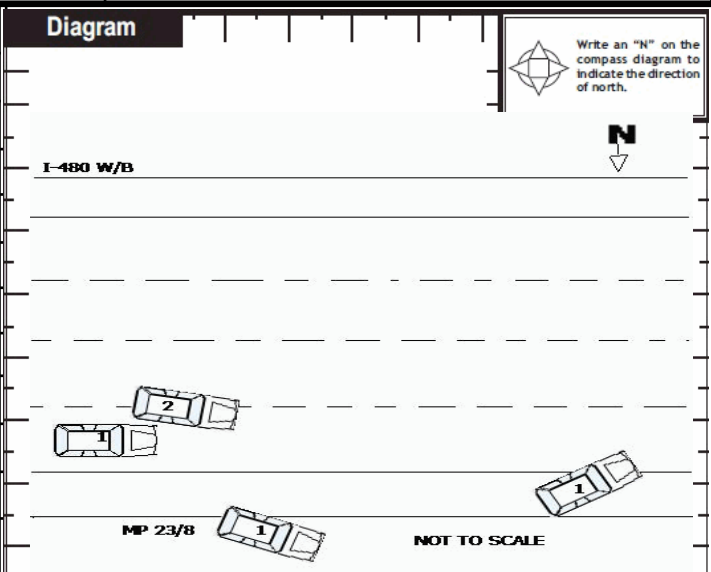 Diagram
Write an “N” on the
compass diagram to
indicate the direction
of north.
N
I-480 W/B
2
1
1
MP 23/8
1
NOT TO SCALE